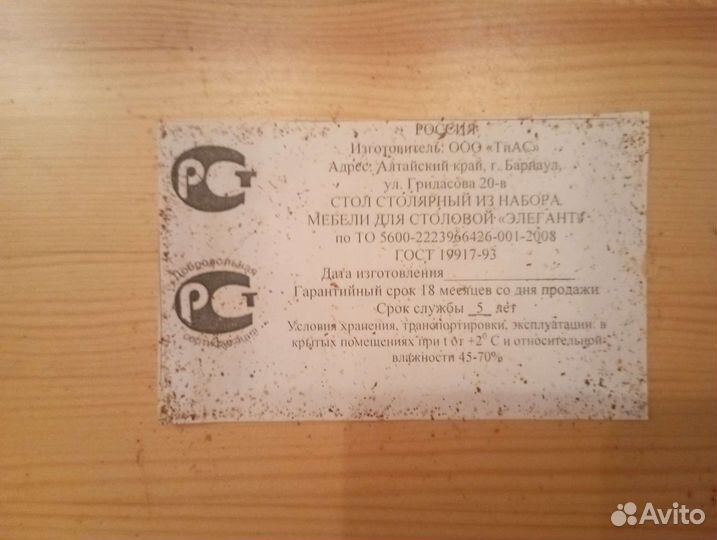 РОССИЯ
Изготовитель: ООО «ТиАС»
Адрес: Алтайский край, г. Барнаул,
ул. Гридасова 20-в
СТОЛ СТОЛЯРНЫЙ ИЗ НАБОРА
МЕБЕЛИ ДЛЯ СТОЛОВОЙ «ЭЛЕГАНТ»
по ТО 5600-2223966426-001-2008
ГОСТ 19917-93
Дата изготовления
Гарантийный срок 18 месяцев со дня продажи
Срок службы 5 лет
Условия хранения, транспортировки, эксплуатации: в
крытых помещениях при t от +2° С и относительной
влажности 45-70%
РСТ
Добровольная
РСТ
сертификация
Avito